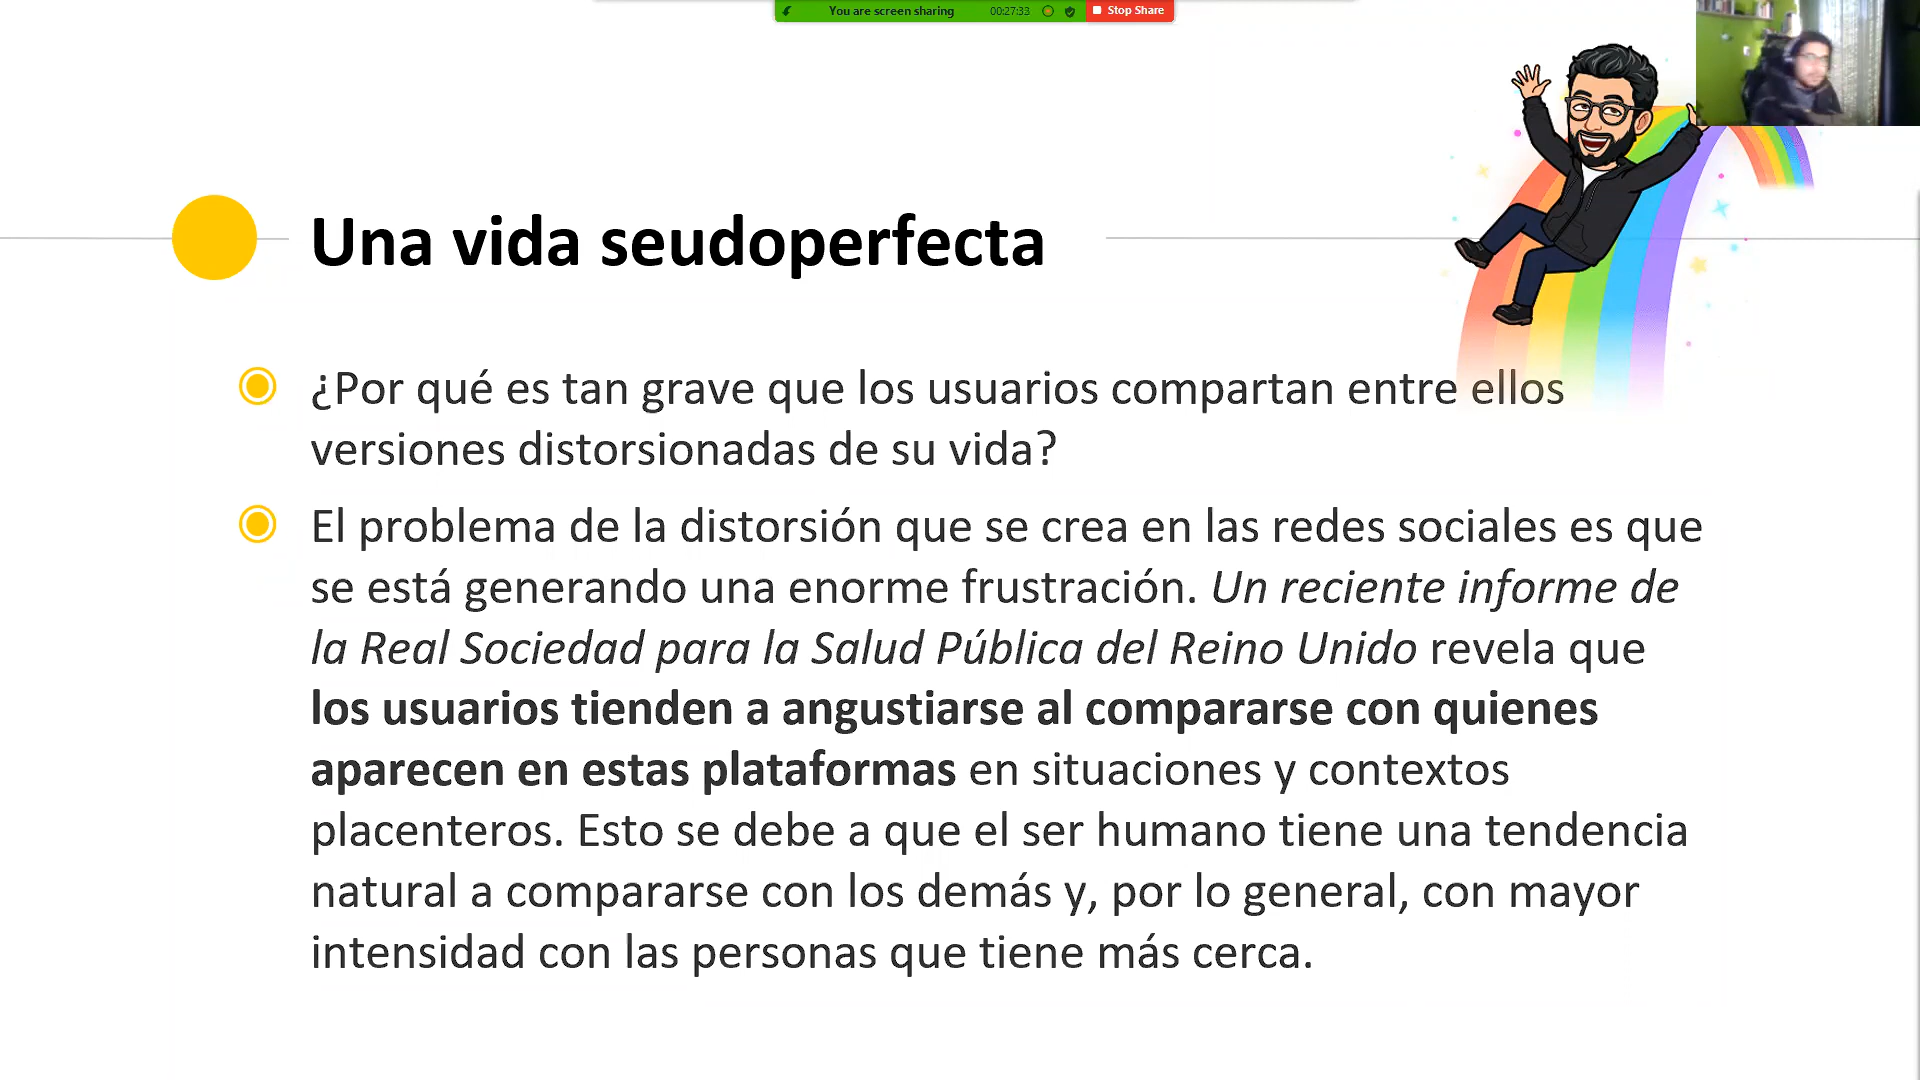 You are screen sharing 00:27:33 Stop Share
Una vida seudoperfecta
¿Por qué es tan grave que los usuarios compartan entre ellos
versiones distorsionadas de su vida?
El problema de la distorsión que se crea en las redes sociales es que
se está generando una enorme frustración. Un reciente informe de
la Real Sociedad para la Salud Pública del Reino Unido revela que
los usuarios tienden a angustiarse al compararse con quienes
aparecen en estas plataformas en situaciones y contextos
placenteros. Esto se debe a que el ser humano tiene una tendencia
natural a compararse con los demás y, por lo general, con mayor
intensidad con las personas que tiene más cerca.